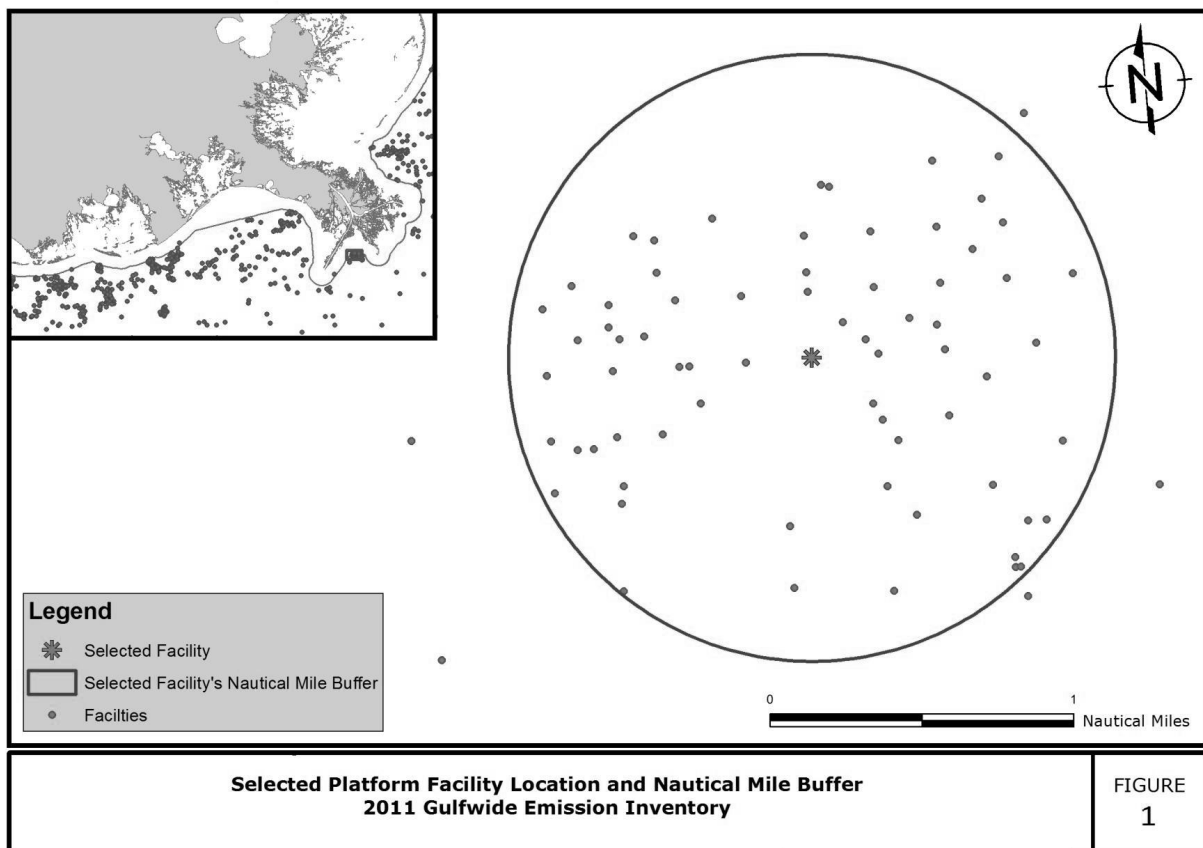 N
Legend
Selected Facility
Selected Facility's Nautical Mile Buffer
Facilties
0 1
Nautical Miles
Selected Platform Facility Location and Nautical Mile Buffer
2011 Gulfwide Emission Inventory
FIGURE
1